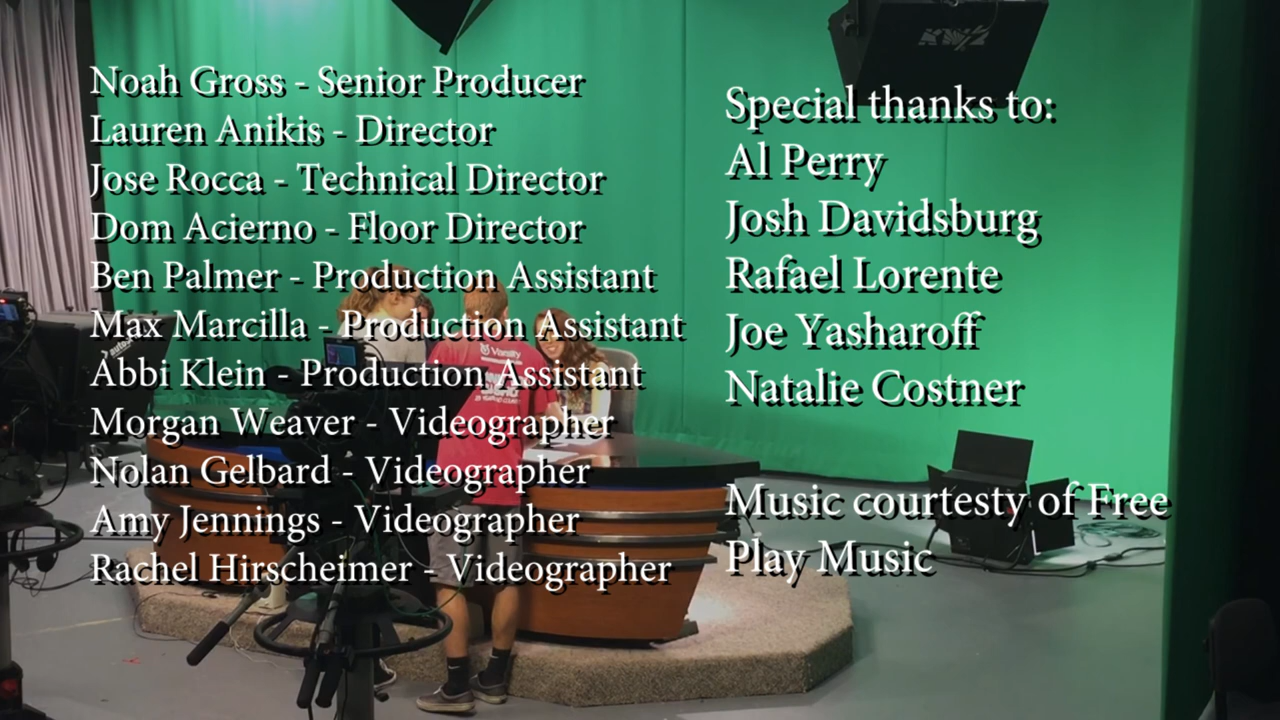 Noah Gross - Senior Producer
Lauren Anikis - Director
Jose Rocca - Technical Director
Dom Acierno - Floor Director
Ben Palmer - Production Assistant
Max Marcilla - Production Assistant
Abbi Klein - Production Assistant
Morgan Weaver - Videographer
Nolan Gelbard - Videographer
Amy Jennings - Videographer
Rachel Hirscheimer - Videographer
Special thanks to:
Al Perry
Josh Davidsburg
Rafael Lorente
Joe Yasharoff
Natalie Costner
Music courtesty of Free
Play Music
Varsity